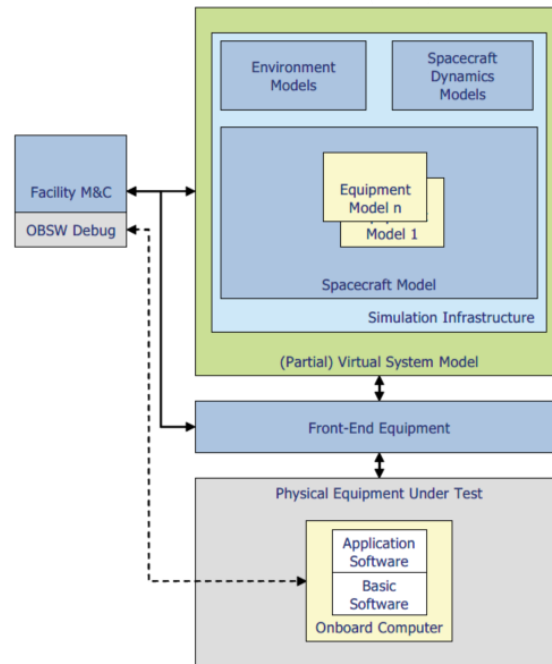 Environment
Models
Spacecraft
Dynamics
Models
Facility M&C
OBSW Debug
Equipment
Model n
Model 1
Spacecraft Model
Simulation Infrastructure
(Partial) Virtual System Model
Front-End Equipment
Physical Equipment Under Test
Application
Software
Basic
Software
Onboard Computer